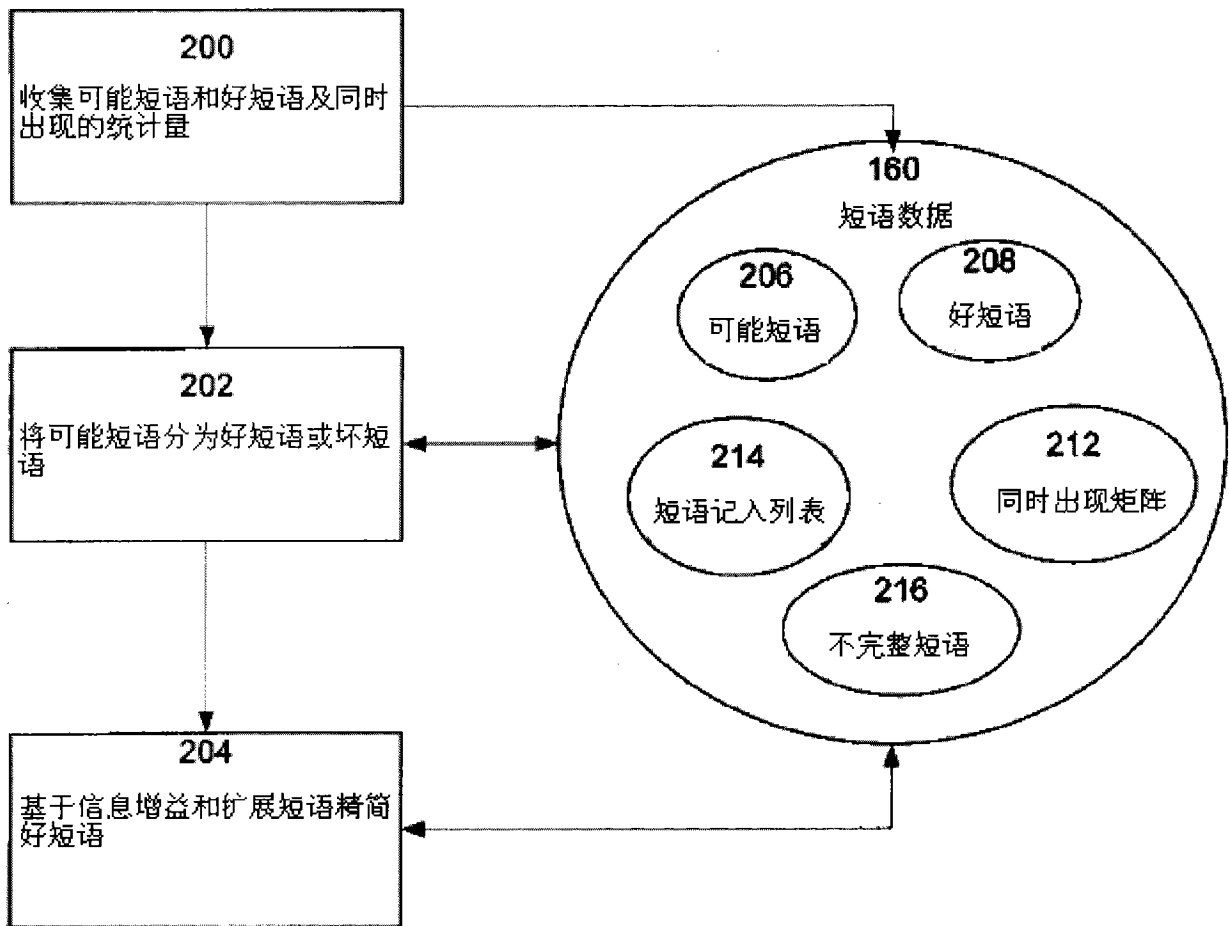 200
收集可能短语和好短语及同时
出现的统计量
202
将可能短语分为好短语或坏短
语
204
基于信息增益和扩展短语精简
好短语
160
短语数据
206
可能短语
208
好短语
214
短语记入列表
212
同时出现矩阵
216
不完整短语